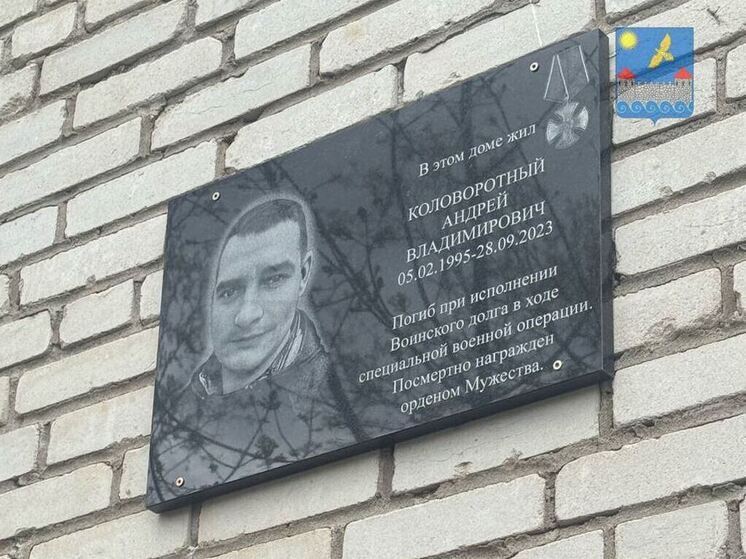 В этом доме жил
КОЛОВОРОТНЫЙ
АНДРЕЙ
ВЛАДИМИРОВИЧ
05.02.1995-28.09.2023
Погиб при исполнении
Воинского долга в ходе
специальной военной операции.
Посмертно награжден
орденом Мужества.